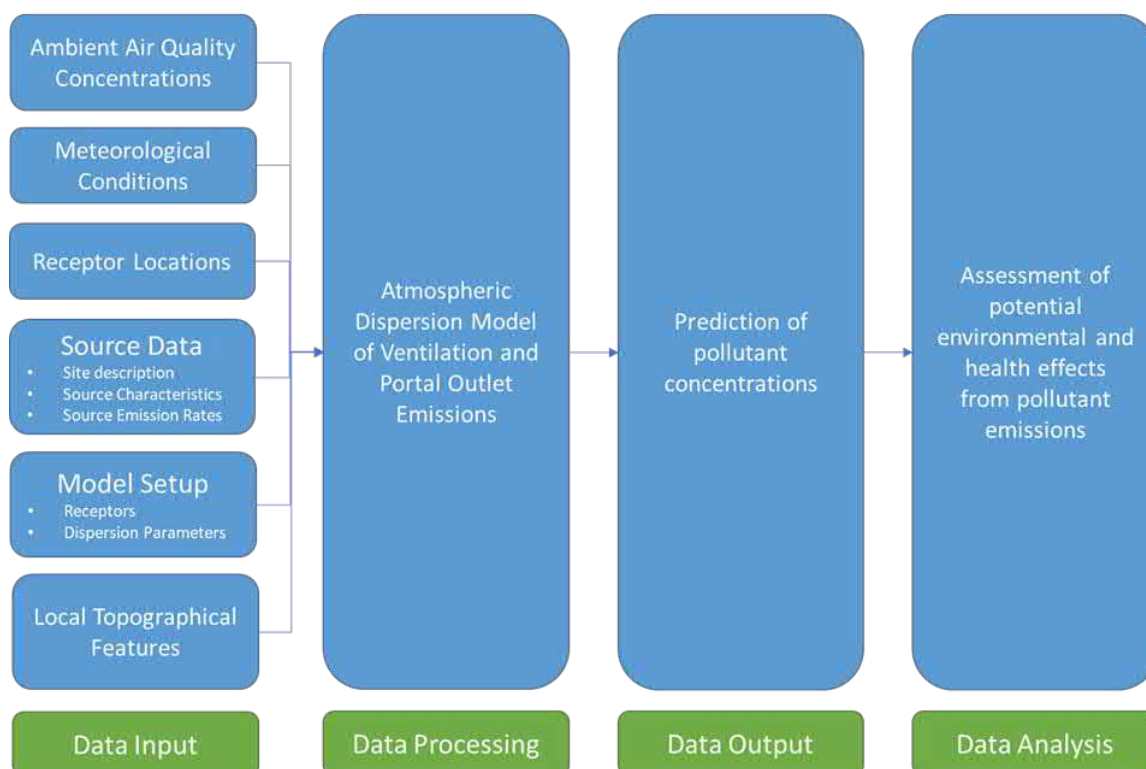 Ambient Air Quality
Concentrations
Meteorological
Conditions
Receptor Locations
Source Data
• Site description
• Source Characteristics
• Source Emission Rates
Model Setup
• Receptors
• Dispersion Parameters
Local Topographical
Features
Data Input
Atmospheric
Dispersion Model
of Ventilation and
Portal Outlet
Emissions
Data Processing
Prediction of
pollutant
concentrations
Data Output
Assessment of
potential
environmental and
health effects
from pollutant
emissions
Data Analysis